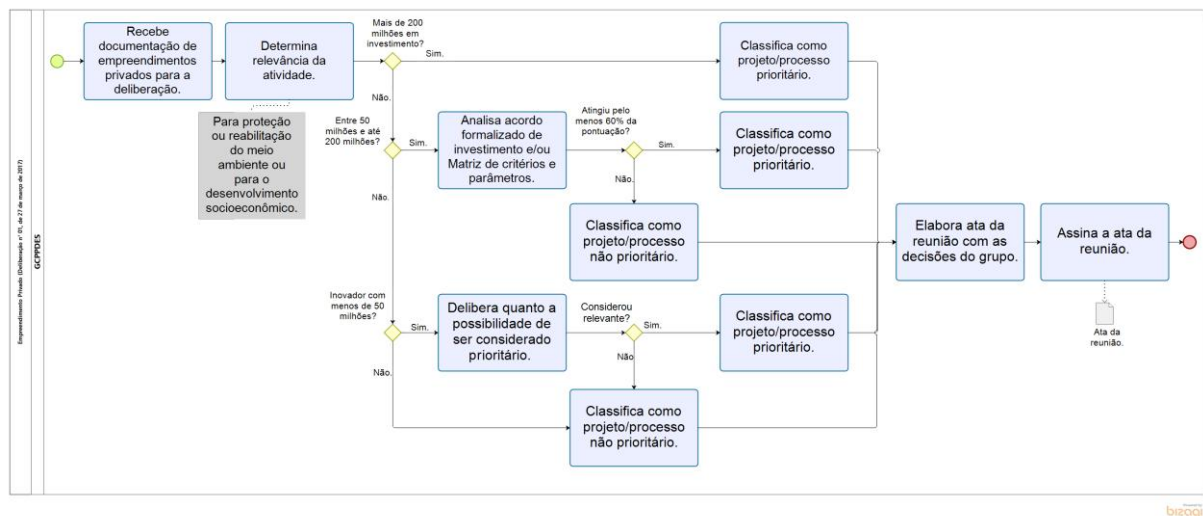 Empreendimento Privado (Deliberação nº 01, de 27 de março de 2017)
GCPPDES
Recebe
documentação de
empreendimentos
privados para a
deliberação.
Determina
relevância da
atividade.
Para proteção
ou reabilitação
do meio
ambiente ou
para o
desenvolvimento
socioeconômico.
Mais de 200
milhões em
investimento?
Sim.
Não.
Classifica como
projeto/processo
prioritário.
Entre 50
milhões e até
200 milhões?
Sim.
Não.
Analisa acordo
formalizado de
investimento e/ou
Matriz de critérios e
parâmetros.
Atingiu pelo
menos 60% da
pontuação?
Sim.
Não.
Classifica como
projeto/processo
prioritário.
Classifica como
projeto/processo
não prioritário.
Inovador com
menos de 50
milhões?
Sim.
Não.
Delibera quanto a
possibilidade de
ser considerado
prioritário.
Considerou
relevante?
Sim.
Não
Classifica como
projeto/processo
prioritário.
Classifica como
projeto/processo
não prioritário.
Elabora ata da
reunião com as
decisões do grupo.
Assina a ata da
reunião.
Ata da
reunião.